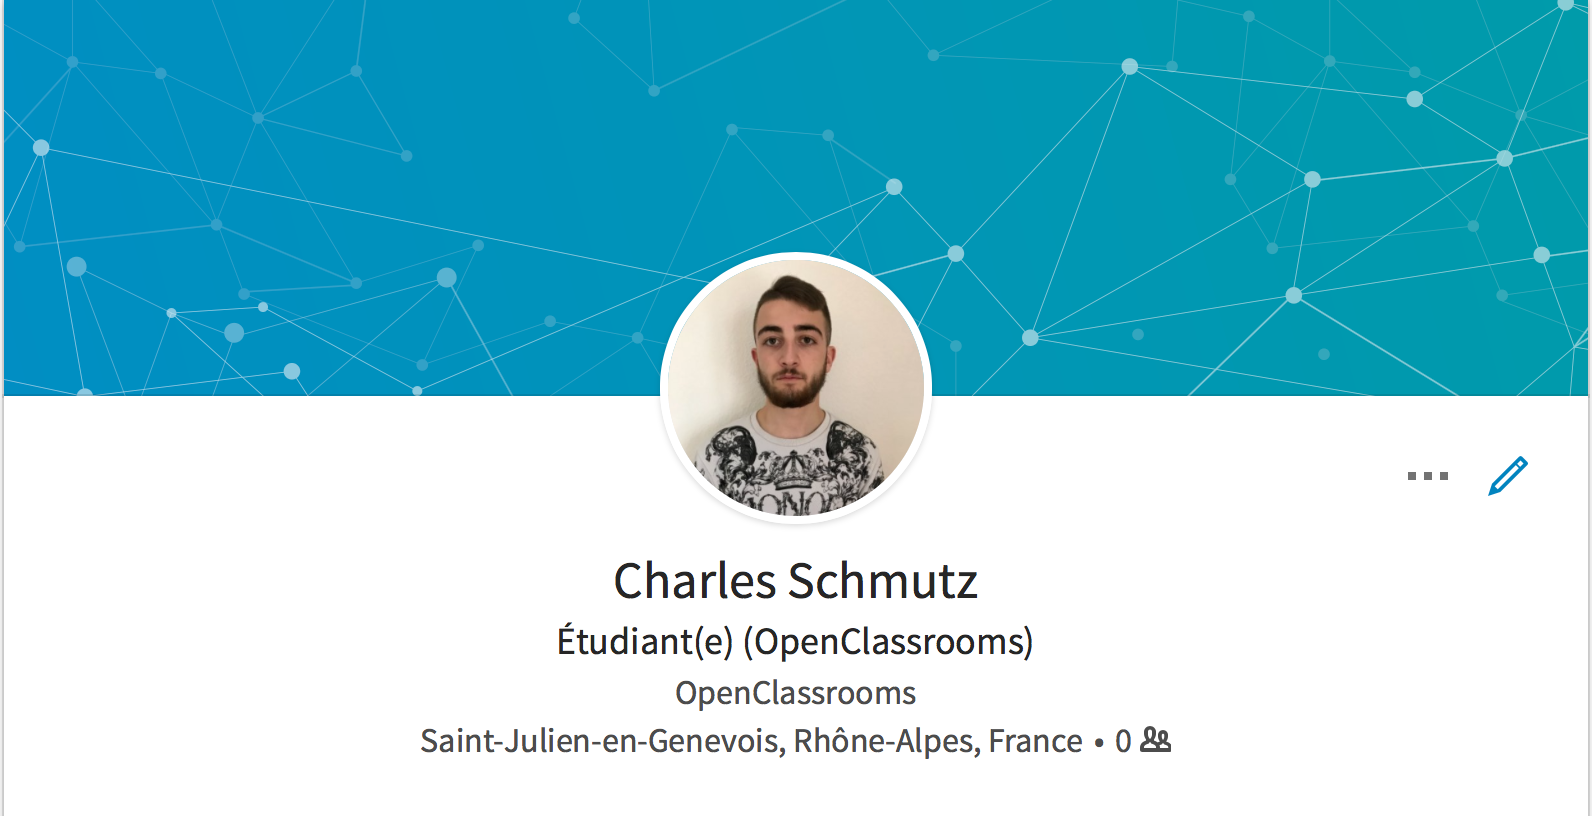 Charles Schmutz
Étudiant(e) (OpenClassrooms)
OpenClassrooms
Saint-Julien-en-Genevois, Rhône-Alpes, France • 0